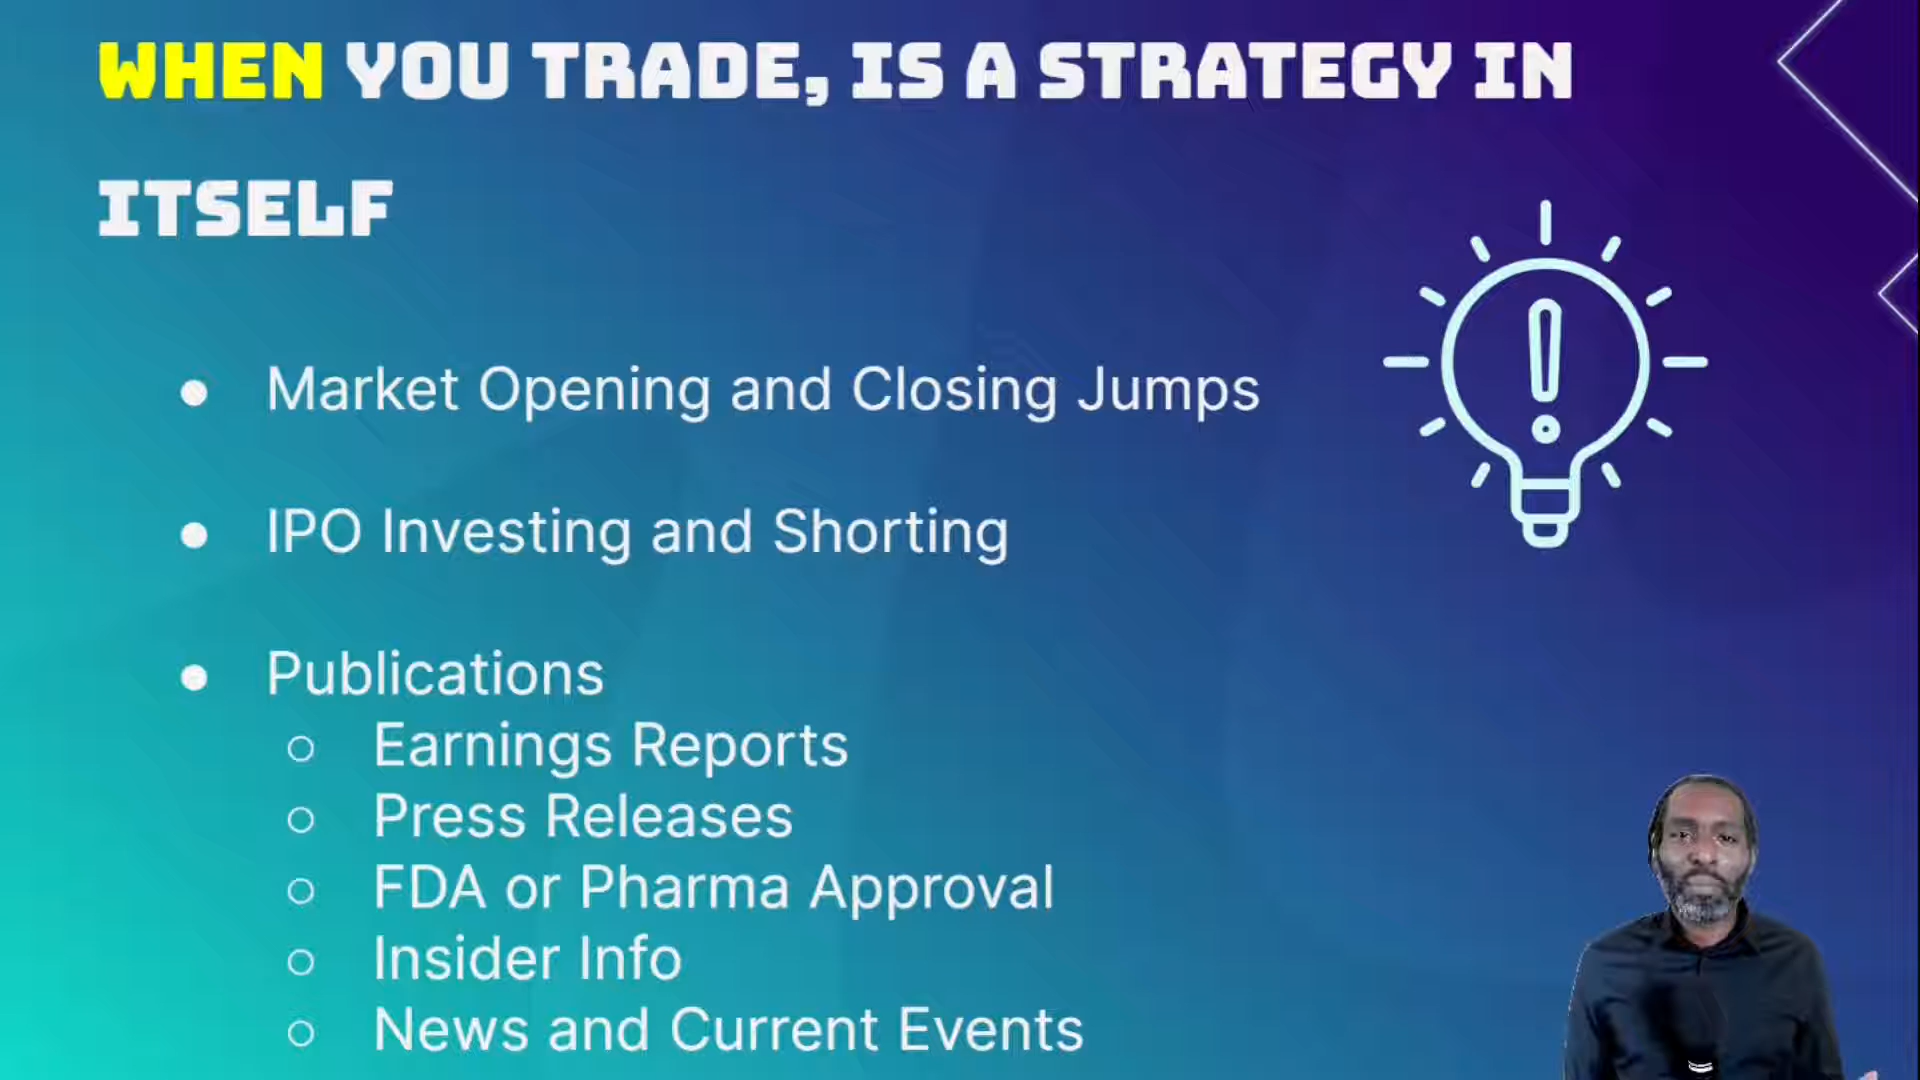 WHEN YOU TRADE, IS A STRATEGY IN
ITSELF
● Market Opening and Closing Jumps
● IPO Investing and Shorting
● Publications
○ Earnings Reports
○ Press Releases
○ FDA or Pharma Approval
○ Insider Info
○ News and Current Events